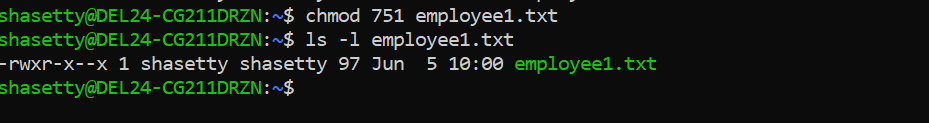 shasetty@DEL24-CG211DRZN:~$ chmod 751 employee1.txt
shasetty@DEL24-CG211DRZN:~$ ls -l employee1.txt
-rwxr-x--x 1 shasetty shasetty 97 Jun  5 10:00 employee1.txt
shasetty@DEL24-CG211DRZN:~$